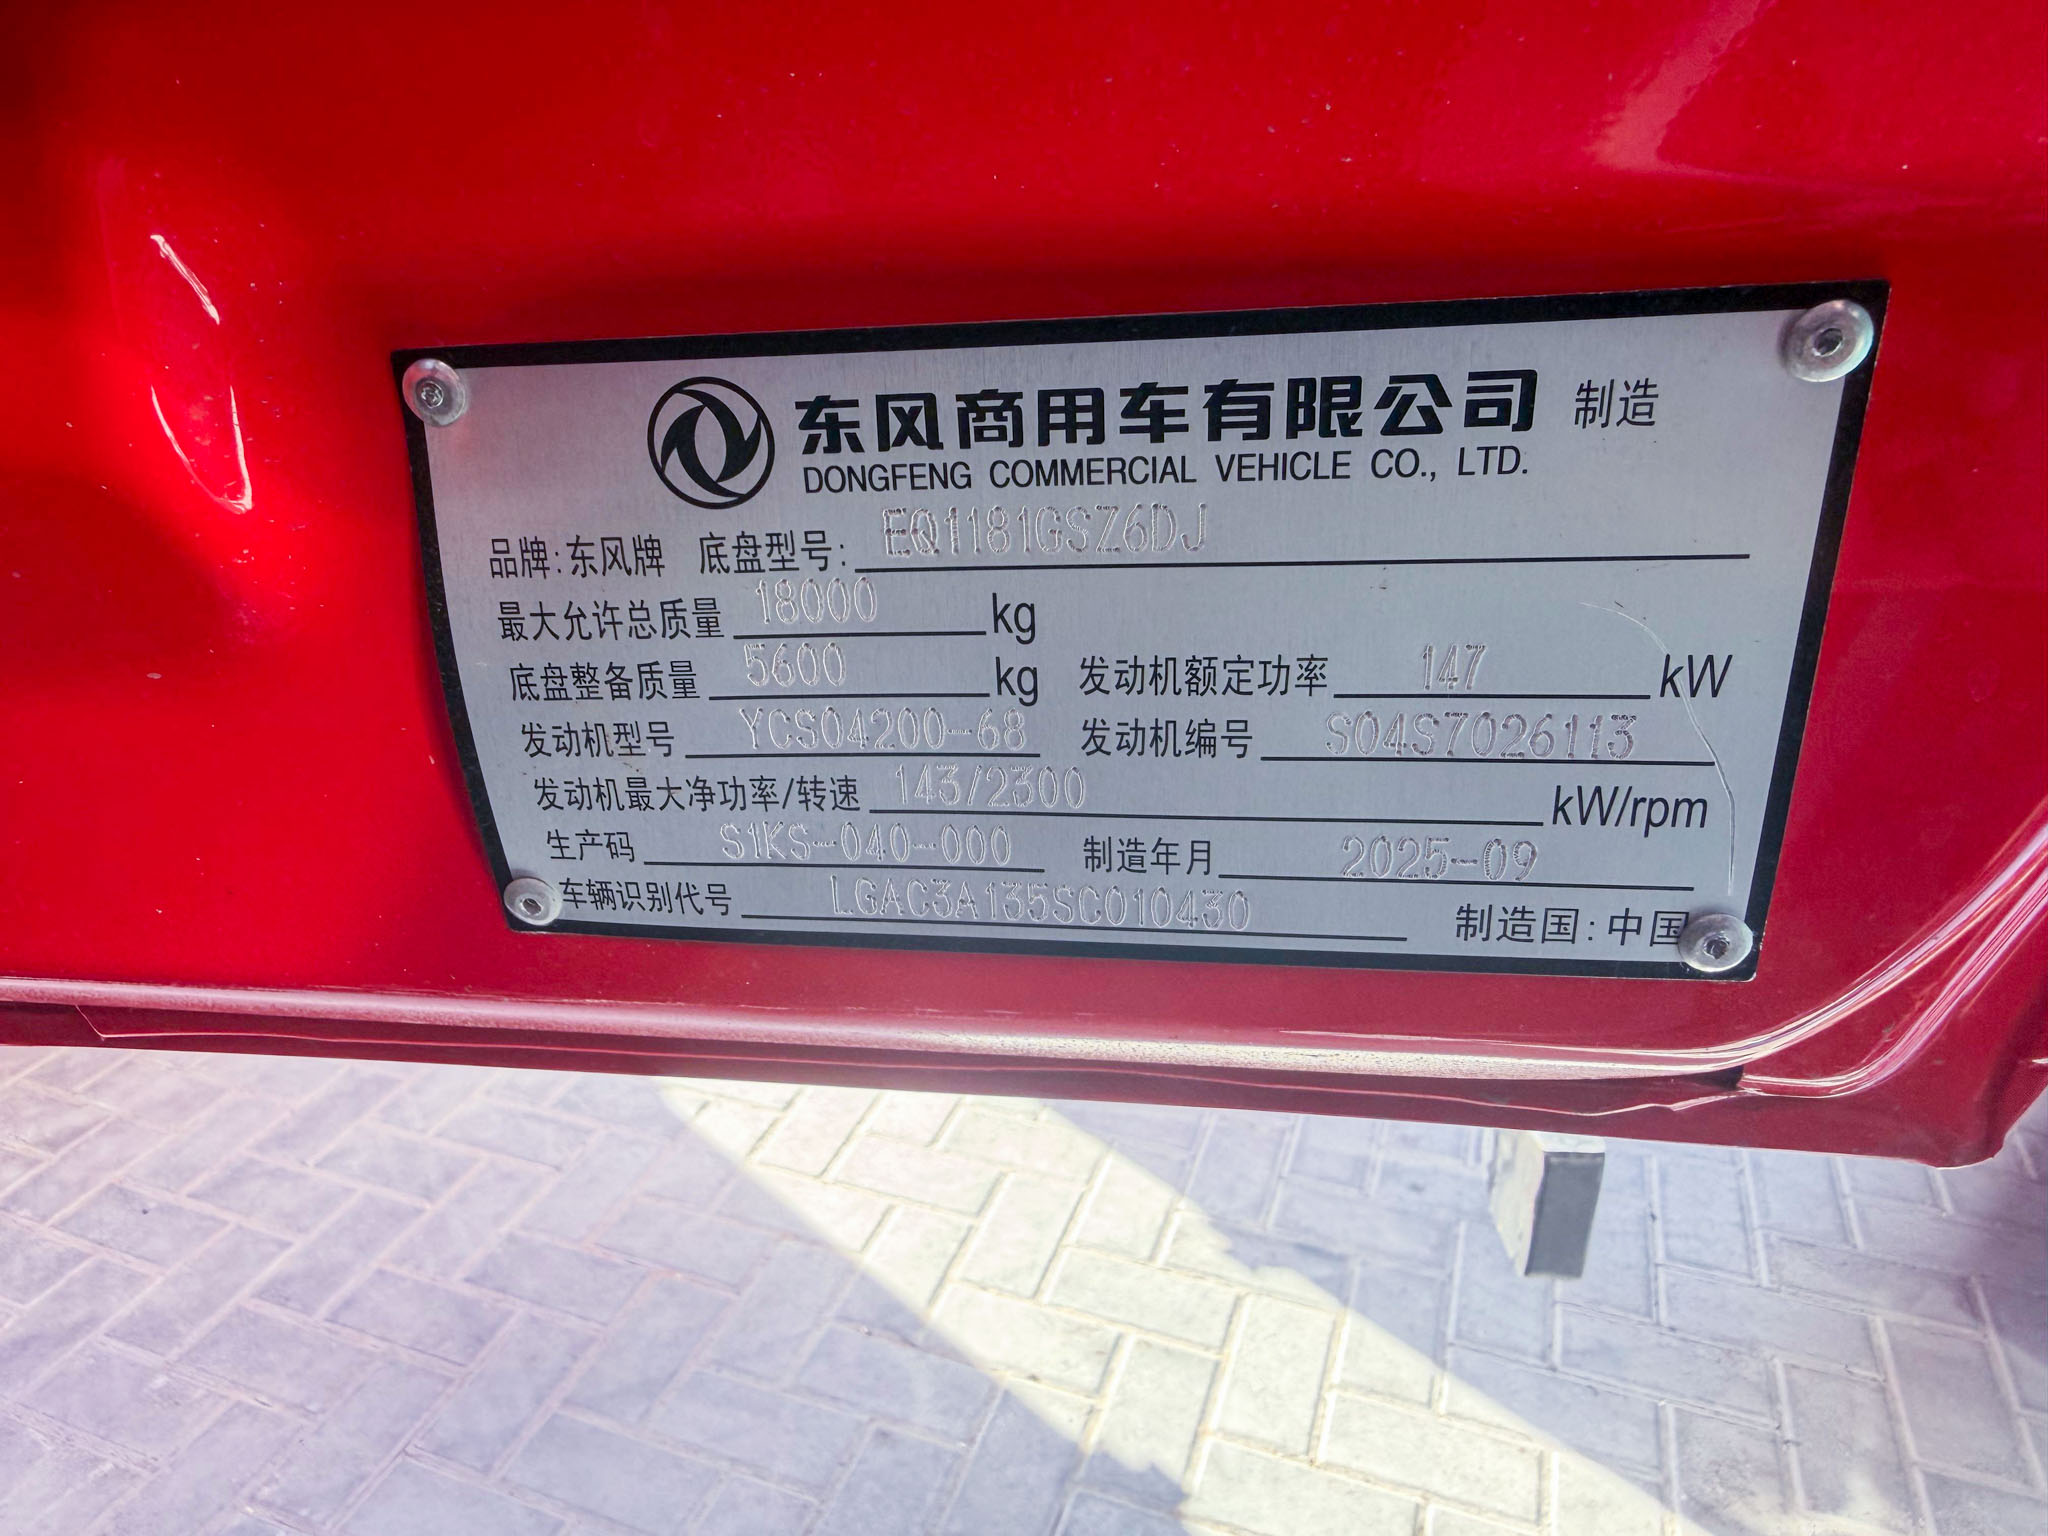 东风商用车有限公司 制造
DONGFENG COMMERCIAL VEHICLE CO., LTD.
品牌:东风牌 底盘型号: EQ1181GSZ6DJ
最大允许总质量 18000 kg
底盘整备质量 5600 kg 发动机额定功率 147 kW
发动机型号 YCS04200-68 发动机编号 S04S7026113
发动机最大净功率/转速 143/2300 kW/rpm
生产码 S1KS-040-000 制造年月 2025-09
车辆识别代号 LGAC3A135SC010430 制造国:中国